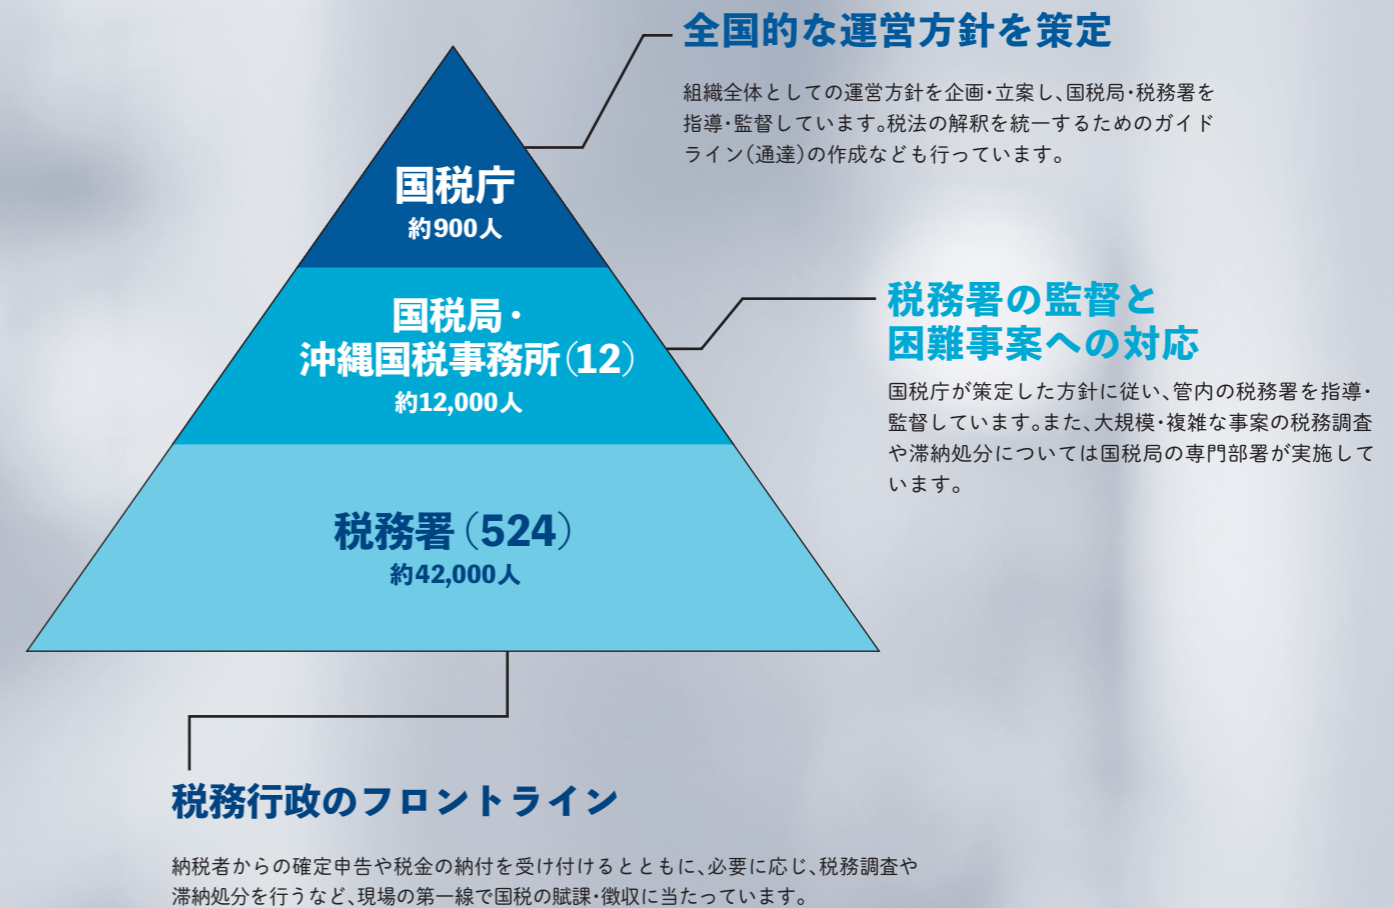 全国的な運営方針を策定
組織全体としての運営方針を企画・立案し、国税局・税務署を
指導・監督しています。税法の解釈を統一するためのガイド
ライン(通達)の作成なども行っています。
国税庁
約900人
国税局・
沖縄国税事務所(12)
約12,000人
税務署の監督と
困難事案への対応
国税庁が策定した方針に従い、管内の税務署を指導・
監督しています。また、大規模・複雑な事案の税務調査
や滞納処分については国税局の専門部署が実施して
います。
税務署(524)
約42,000人
税務行政のフロントライン
納税者からの確定申告や税金の納付を受け付けるとともに、必要に応じ、税務調査や
滞納処分を行うなど、現場の第一線で国税の賦課・徴収に当たっています。